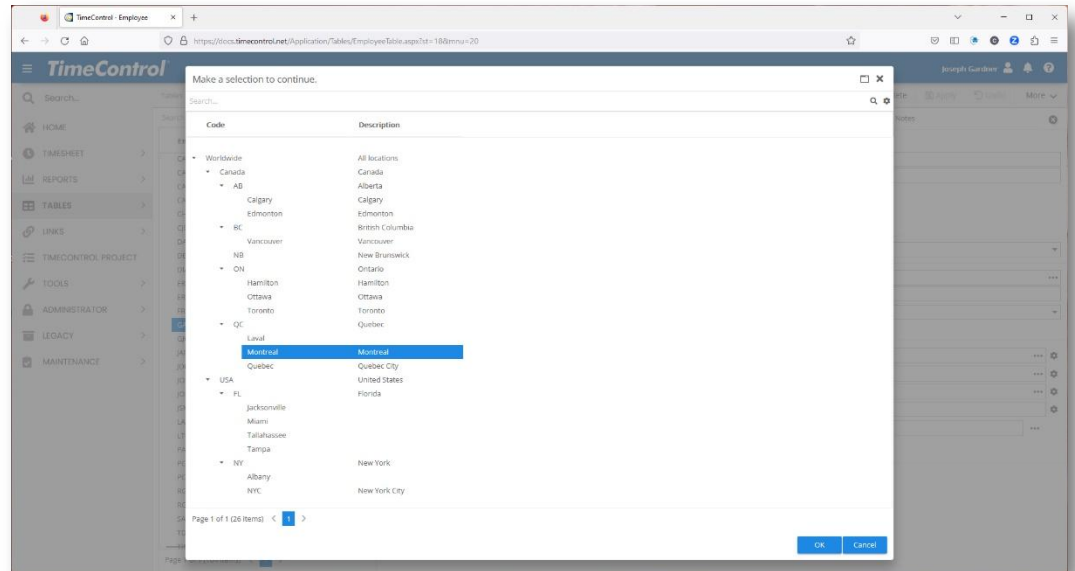 TimeControl - Employee
https://docs.timecontrol.net/Application/Tables/EmployeeTable.aspx?st=18&mnu=20
TimeControl
Joseph Gardner
Make a selection to continue.
Search...
Search...
More
HOME
TIMESHEET
REPORTS
TABLES
LINKS
TIMECONTROL PROJECT
TOOLS
ADMINISTRATOR
LEGACY
MAINTENANCE
Notes
Code Description
Worldwide All locations
Canada Canada
AB Alberta
Calgary Calgary
Edmonton Edmonton
BC British Columbia
Vancouver Vancouver
NB New Brunswick
ON Ontario
Hamilton Hamilton
Ottawa Ottawa
Toronto Toronto
QC Quebec
Laval
Montreal Montreal
Quebec Quebec City
USA United States
FL Florida
Jacksonville
Miami
Tallahassee
Tampa
NY New York
Albany
NYC New York City
Page 1 of 1 (26 items) 1
OK Cancel